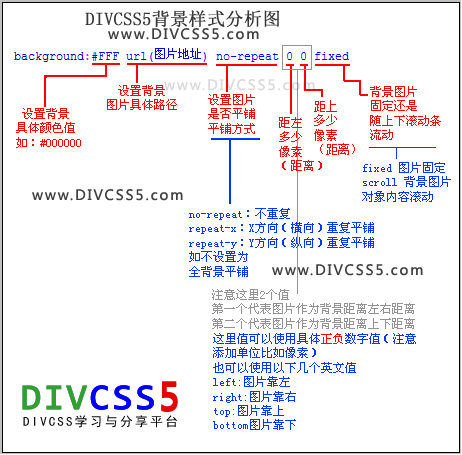 DIVCSS5背景样式分析图
www.DIVCSS5.com
background:#FFF url(图片地址) no-repeat 0 0 fixed
www.DIVCSS5.com
设置背景
具体颜色值
如：#000000
设置背景
图片具体路径
设置图片
是否平铺
平铺方式
距左
多少
像素
（距离）
距上
多少
像素
（距离）
背景图片
固定还是
随上下滚动条
流动
fixed 图片固定
scroll 背景图片
对象内容滚动
www.DIVCSS5.com
no-repeat：不重复
repeat-x：X方向（横向）重复平铺
repeat-y：Y方向（纵向）重复平铺
如不设置为
全背景平铺
www.DIVCSS5.com
注意这里2个值
第一个代表图片作为背景距离左右距离
第二个代表图片作为背景距离上下距离
这里值可以使用具体正负数字值（注意
添加单位比如像素）
也可以使用以下几个英文值
left:图片靠左
right:图片靠右
top:图片靠上
bottom图片靠下
DIVCSS5
DIVCSS学习与分享平台